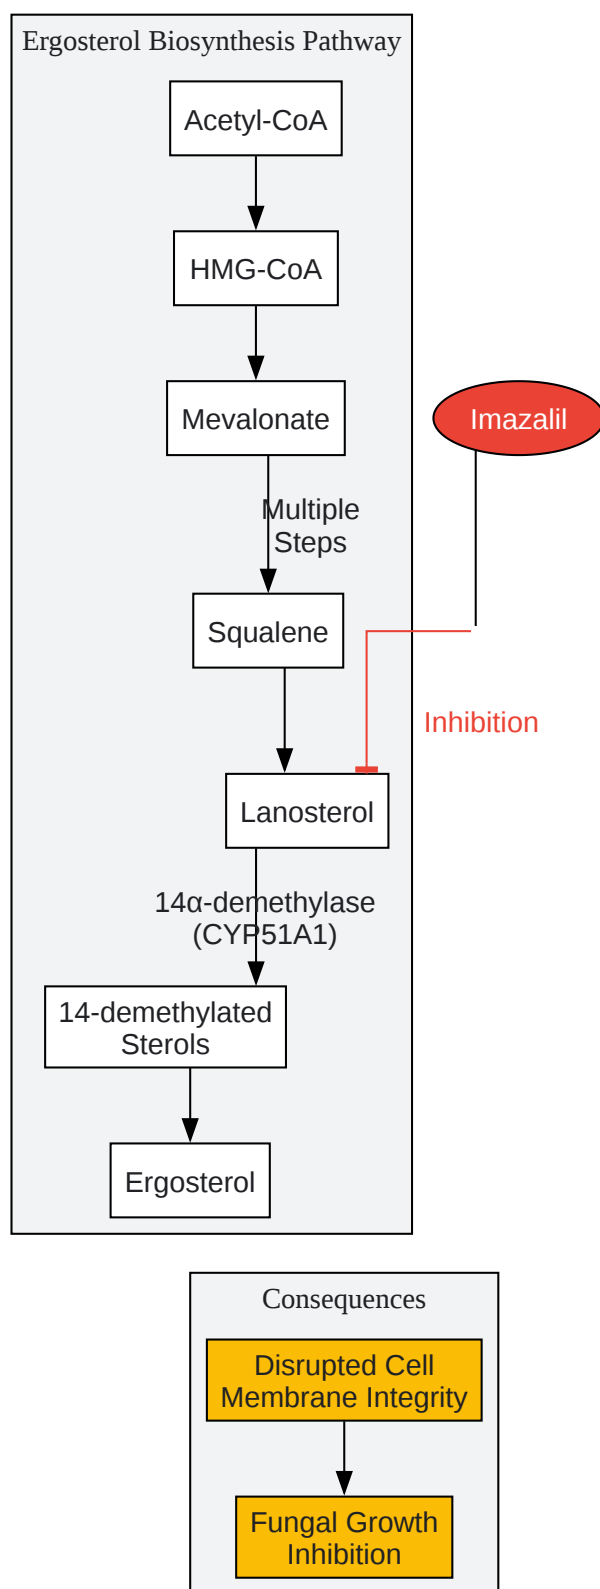 Ergosterol Biosynthesis Pathway
Acetyl-CoA
HMG-CoA
Mevalonate
Imazalil
Multiple
Steps
Squalene
Inhibition
Lanosterol
14α-demethylase
(CYP51A1)
14-demethylated
Sterols
Ergosterol
Consequences
Disrupted Cell
Membrane Integrity
Fungal Growth
Inhibition